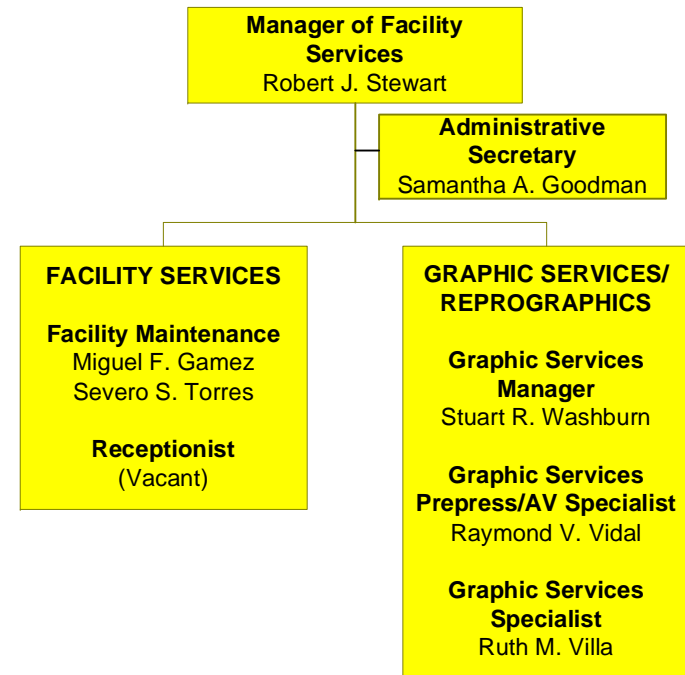 Manager of Facility
Services
Robert J. Stewart
Administrative
Secretary
Samantha A. Goodman
FACILITY SERVICES
Facility Maintenance
Miguel F. Gamez
Severo S. Torres
Receptionist
(Vacant)
GRAPHIC SERVICES/
REPROGRAPHICS
Graphic Services
Manager
Stuart R. Washburn
Graphic Services
Prepress/AV Specialist
Raymond V. Vidal
Graphic Services
Specialist
Ruth M. Villa